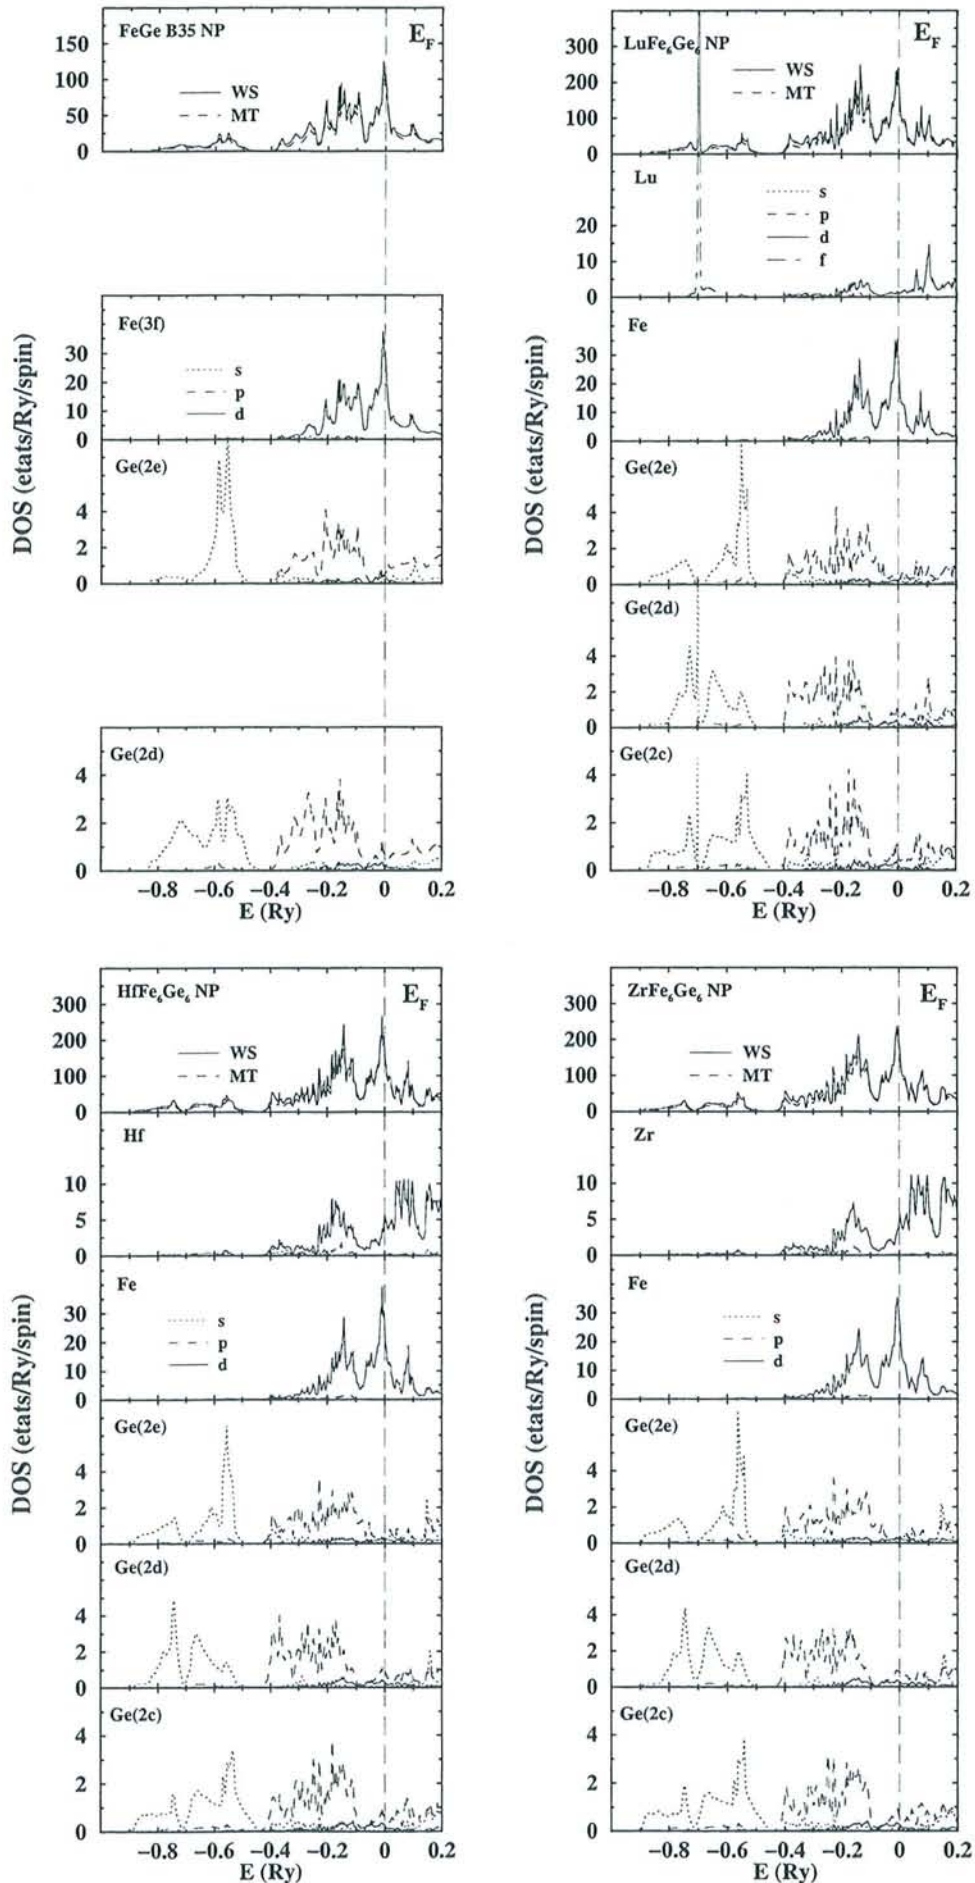 FeGe B35 NP
E_F
150
100
50
0
WS
MT
Fe(3f)
30
20
10
0
s
p
d
Ge(2e)
4
2
0
Ge(2d)
4
2
0
−0.8 −0.6 −0.4 −0.2 0 0.2
E (Ry)
DOS (etats/Ry/spin)
LuFe₆Ge₆ NP
E_F
300
200
100
0
WS
MT
Lu
20
10
0
s
p
d
f
Fe
30
20
10
0
Ge(2e)
4
2
0
Ge(2d)
4
2
0
Ge(2c)
4
2
0
−0.8 −0.6 −0.4 −0.2 0 0.2
E (Ry)
DOS (etats/Ry/spin)
HfFe₆Ge₆ NP
E_F
300
200
100
0
WS
MT
Hf
10
5
0
Fe
30
20
10
0
s
p
d
Ge(2e)
4
2
0
Ge(2d)
4
2
0
Ge(2c)
4
2
0
−0.8 −0.6 −0.4 −0.2 0 0.2
E (Ry)
DOS (etats/Ry/spin)
ZrFe₆Ge₆ NP
E_F
300
200
100
0
WS
MT
Zr
10
5
0
Fe
30
20
10
0
s
p
d
Ge(2e)
4
2
0
Ge(2d)
4
2
0
Ge(2c)
4
2
0
−0.8 −0.6 −0.4 −0.2 0 0.2
E (Ry)
DOS (etats/Ry/spin)